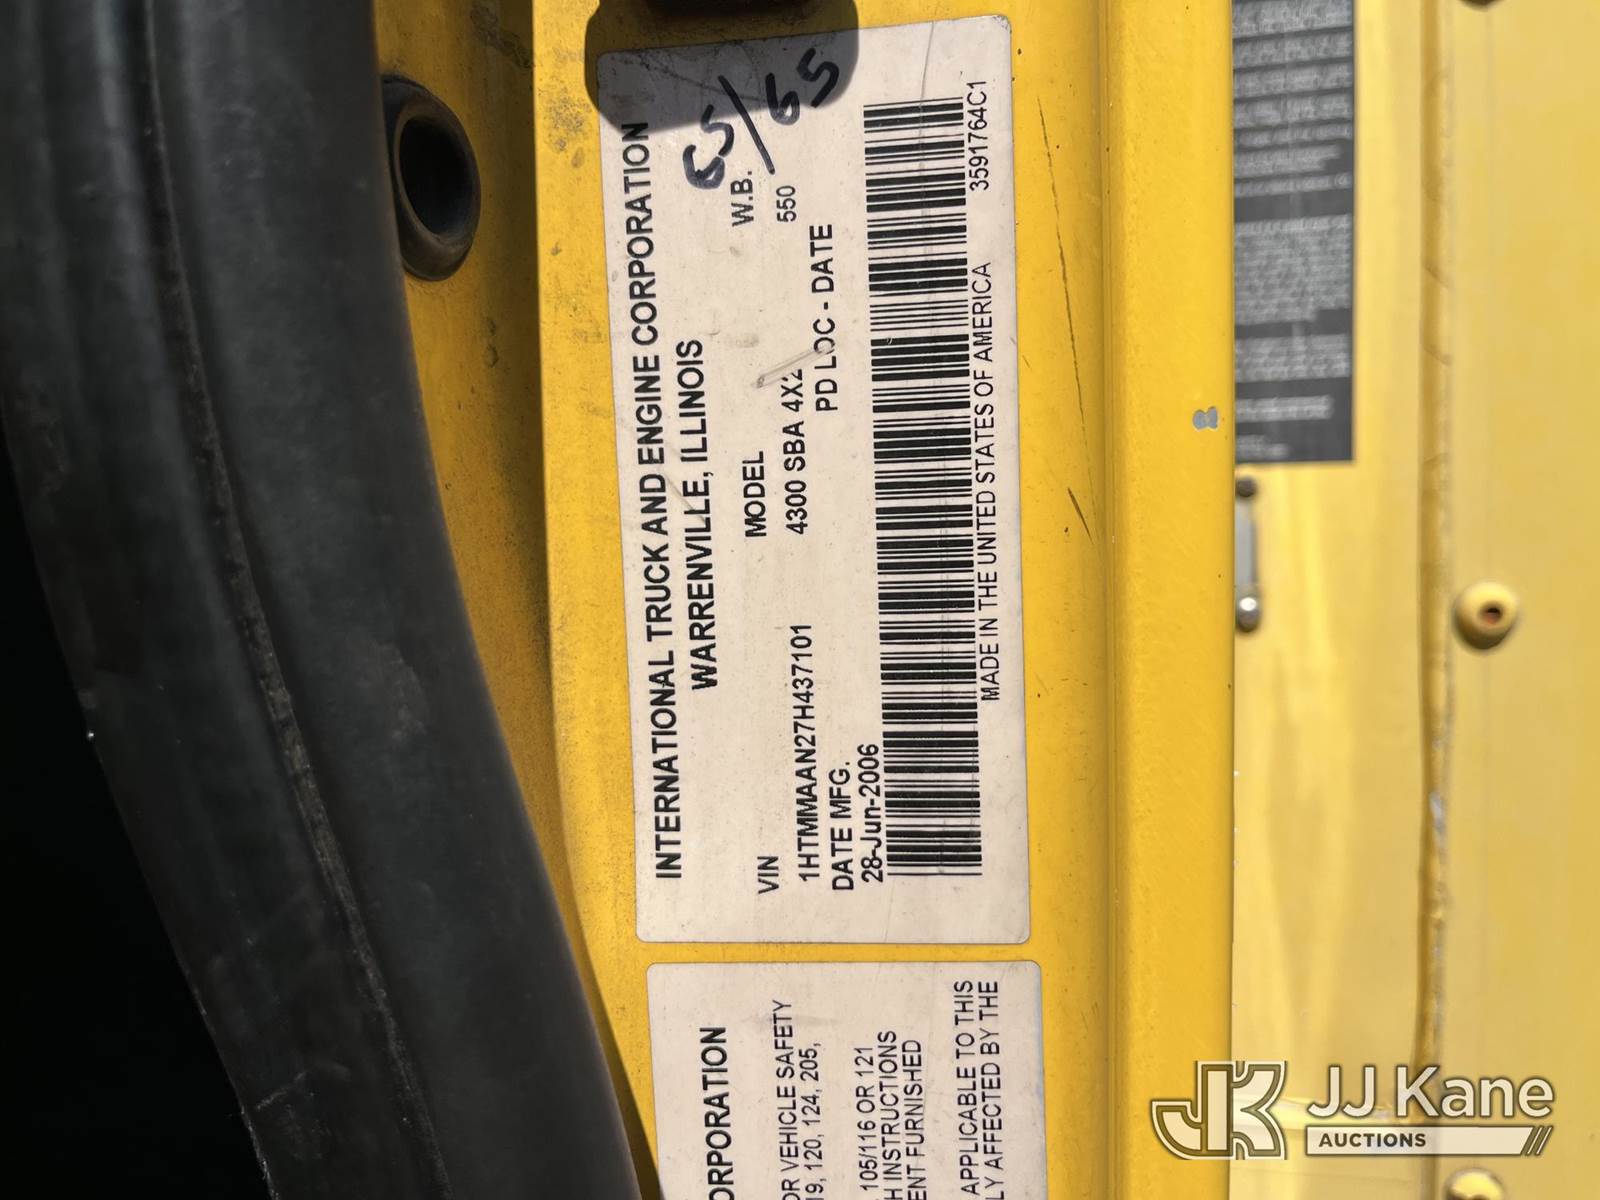 55/65
INTERNATIONAL TRUCK AND ENGINE CORPORATION
WARRENVILLE, ILLINOIS
VIN MODEL W.B.
1HTMMAAN27H437101 4300 SBA 4X2 550
DATE MFG. PD LOC - DATE
28-Jun-2006
3591764C1
MADE IN THE UNITED STATES OF AMERICA
ORPORATION
OR VEHICLE SAFETY
19, 120, 124, 205,
105/116 OR 121
H INSTRUCTIONS
ENT FURNISHED
APPLICABLE TO THIS
LY AFFECTED BY THE
JK
JJ Kane
AUCTIONS